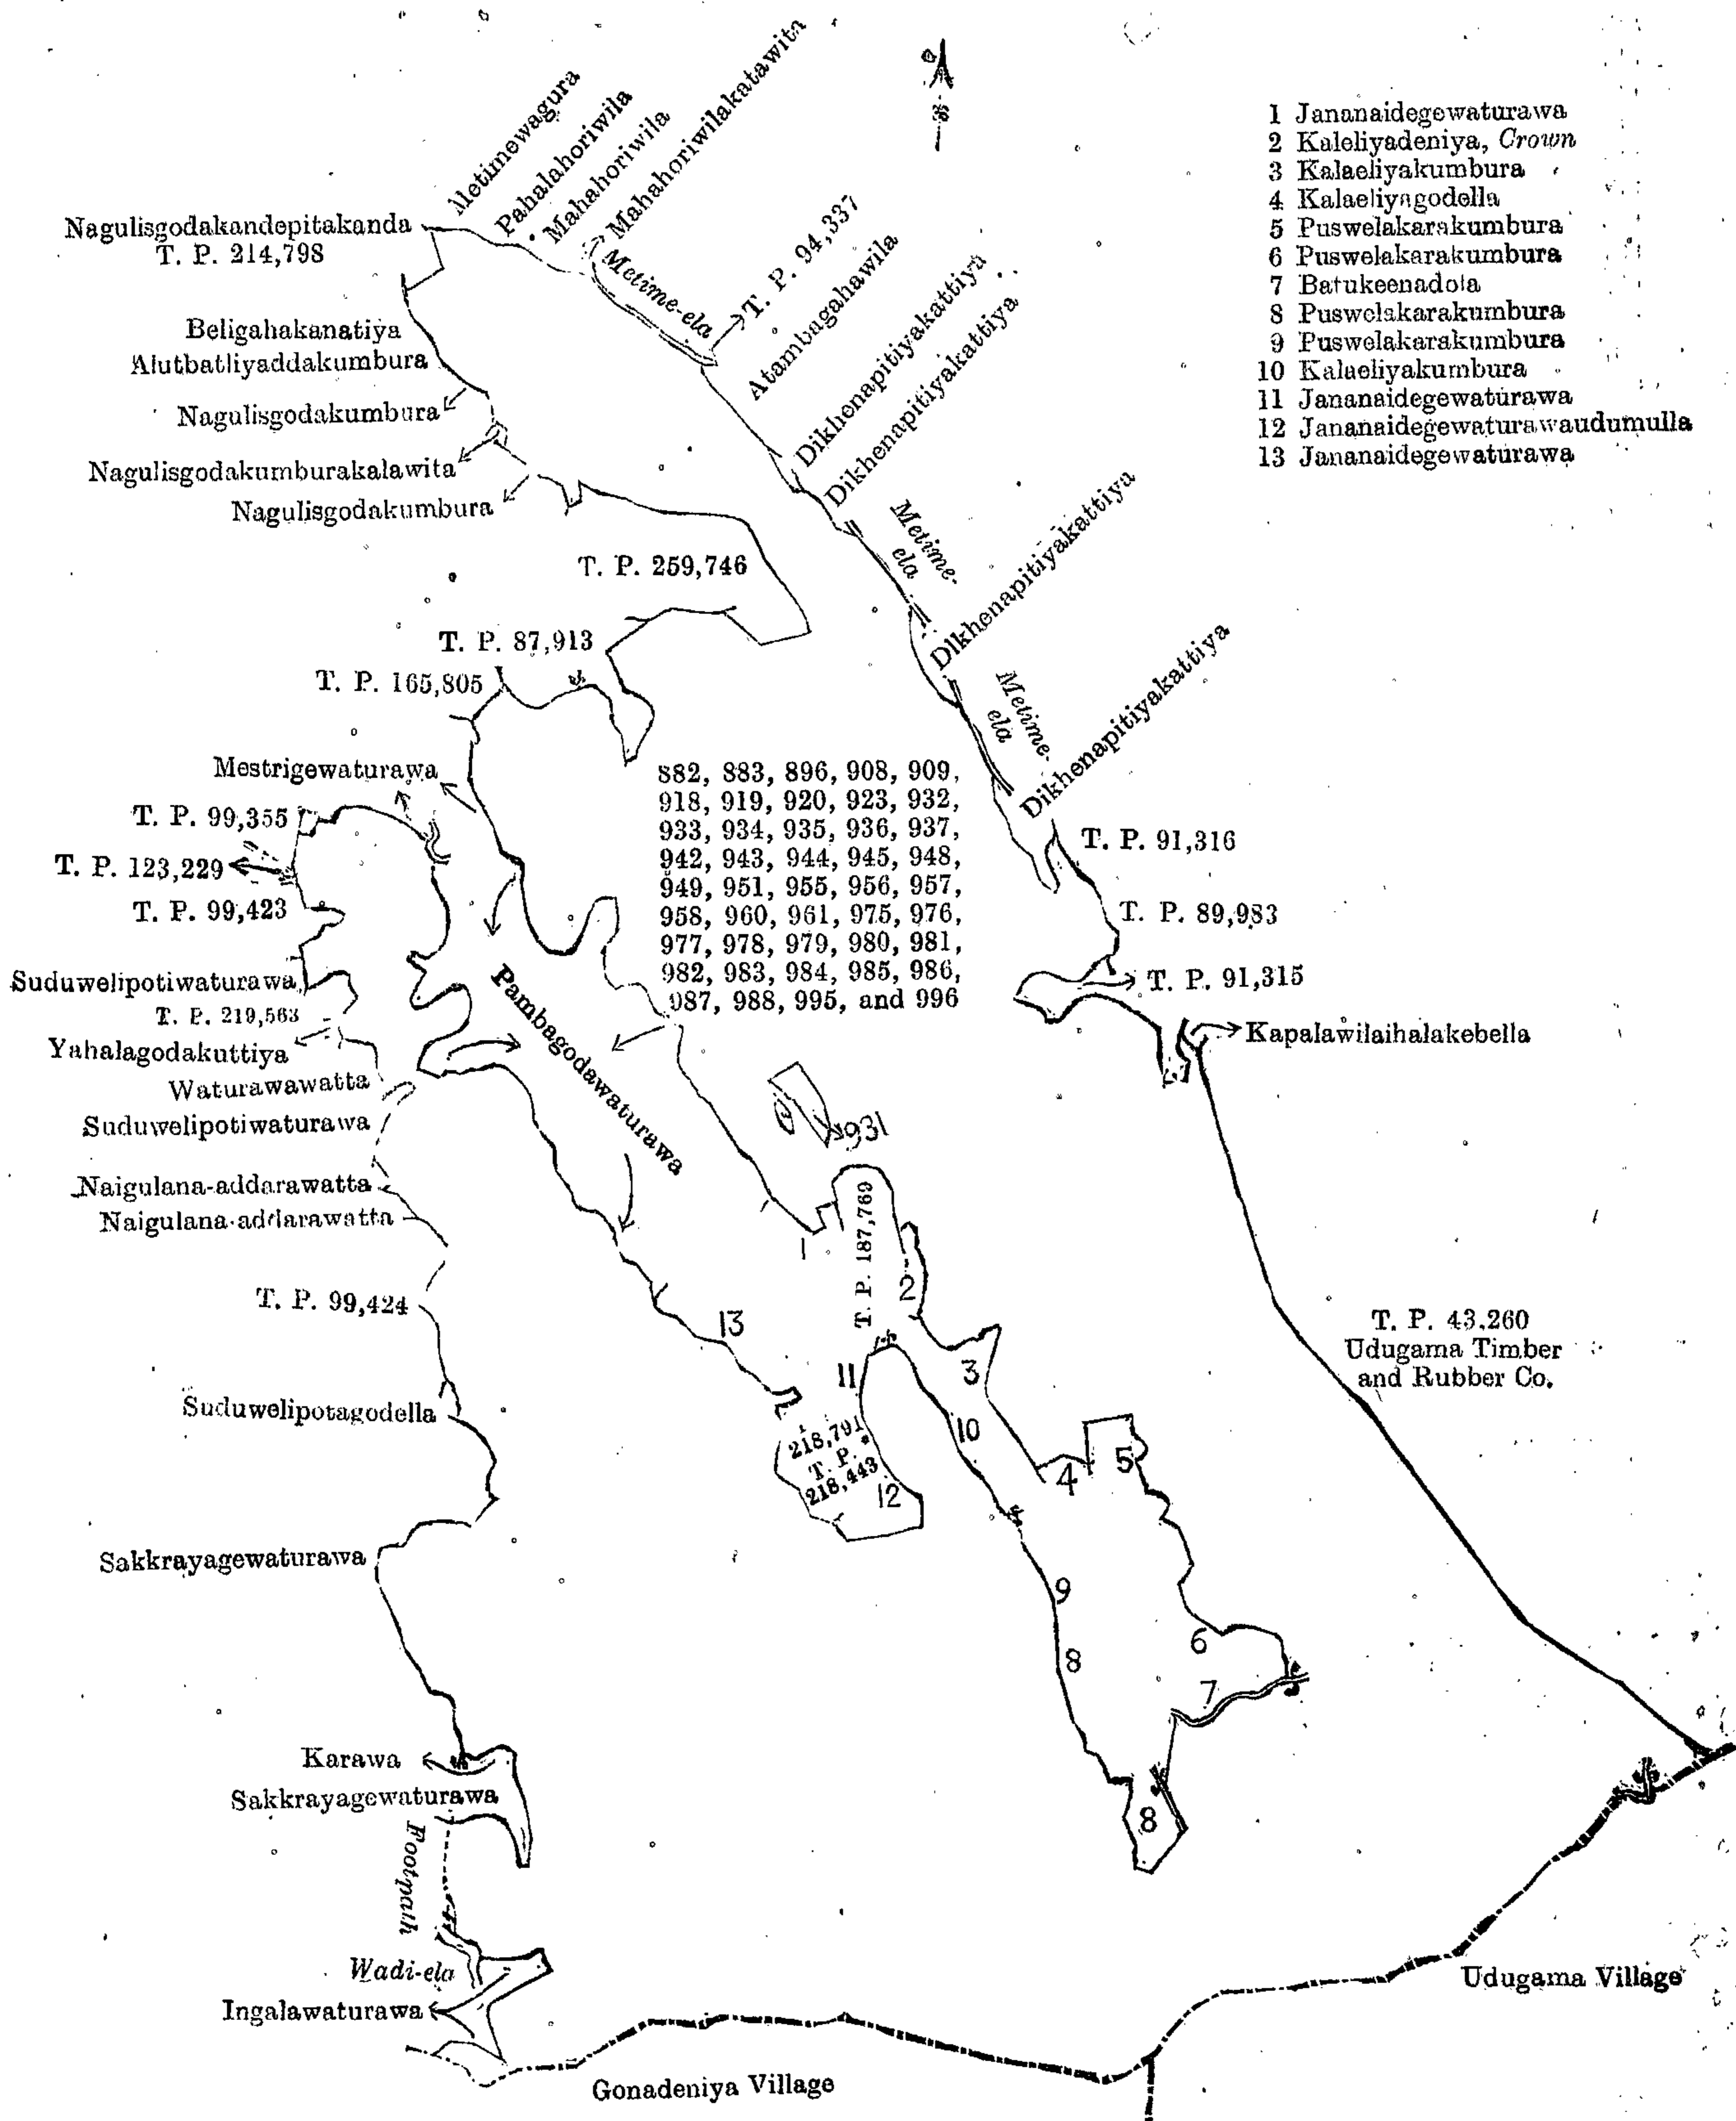 Metimewagura
Pahalahoriwila
Mahahoriwila
Mahahoriwilakatawita
Nagulisgodakandepitakanda
T. P. 214,798
Metime-ela
T. P. 94,337
Atambagahawila
Dikhenapitiyakattiya
Dikhenapitiyakattiya
1 Jananaidegewaturawa
2 Kaleliyadeniya, Crown
3 Kalaeliyakumbura
4 Kalaeliyagodella
5 Puswelakarakumbura
6 Puswelakarakumbura
7 Batukeenadola
8 Puswelakarakumbura
9 Puswelakarakumbura
10 Kalaeliyakumbura
11 Jananaidegewaturawa
12 Jananaidegewaturawaudumulla
13 Jananaidegewaturawa
Beligahakanatiya
Alutbatliyaddakumbura
Nagulisgodakumbura
Nagulisgodakumburakalawita
Nagulisgodakumbura
Metime-
ela
Dikhenapitiyakattiya
T. P. 259,746
T. P. 87,913
T. P. 165,805
Metime-
ela
Dikhenapitiyakattiya
Mestrigewaturawa
T. P. 99,355
T. P. 123,229
T. P. 99,423
882, 883, 896, 908, 909,
918, 919, 920, 923, 932,
933, 934, 935, 936, 937,
942, 943, 944, 945, 948,
949, 951, 955, 956, 957,
958, 960, 961, 975, 976,
977, 978, 979, 980, 981,
982, 983, 984, 985, 986,
987, 988, 995, and 996
T. P. 91,316
T. P. 89,983
T. P. 91,315
Kapalawilaihalakebella
Suduwelipotiwaturawa
T. P. 219,563
Yahalagodakuttiya
Waturawawatta
Suduwelipotiwaturawa
Pambagodawaturawa
931
Naigulana-addarawatta
Naigulana-addarawatta
T. P. 187,769
1
2
T. P. 99,424
13
3
T. P. 43,260
Udugama Timber
and Rubber Co.
11
Suduwelipotagodella
10
218,791
T. P. *
218,443
12
4
5
Sakkrayagewaturawa
9
6
8
7
Karawa
Sakkrayagewaturawa
8
Footpath
Wadi-ela
Ingalawaturawa
Udugama Village
Gonadeniya Village